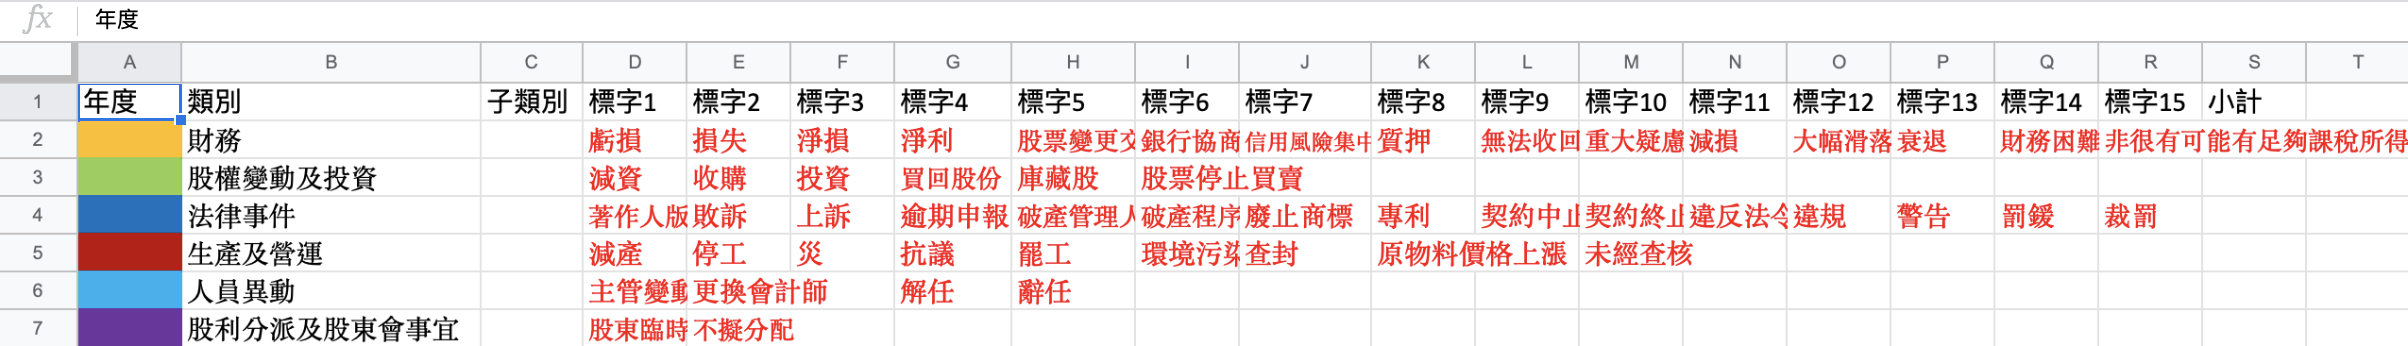 fx 年度
A B C D E F G H I J K L M N O P Q R S T
1 年度 類別 子類別 標字1 標字2 標字3 標字4 標字5 標字6 標字7 標字8 標字9 標字10 標字11 標字12 標字13 標字14 標字15 小計
2 財務 虧損 損失 淨損 淨利 股票變更交 銀行協商 信用風險集中 質押 無法收回 重大疑慮 減損 大幅滑落 衰退 財務困難 非很有可能有足夠課稅所得
3 股權變動及投資 減資 收購 投資 買回股份 庫藏股 股票停止買賣
4 法律事件 著作人版 敗訴 上訴 逾期申報 破產管理人 破產程序 廢止商標 專利 契約中止 契約終止 違反法令 違規 警告 罰鍰 裁罰
5 生產及營運 減產 停工 災 抗議 罷工 環境污染 查封 原物料價格上漲 未經查核
6 人員異動 主管變動 更換會計師 解任 辭任
7 股利分派及股東會事宜 股東臨時 不擬分配